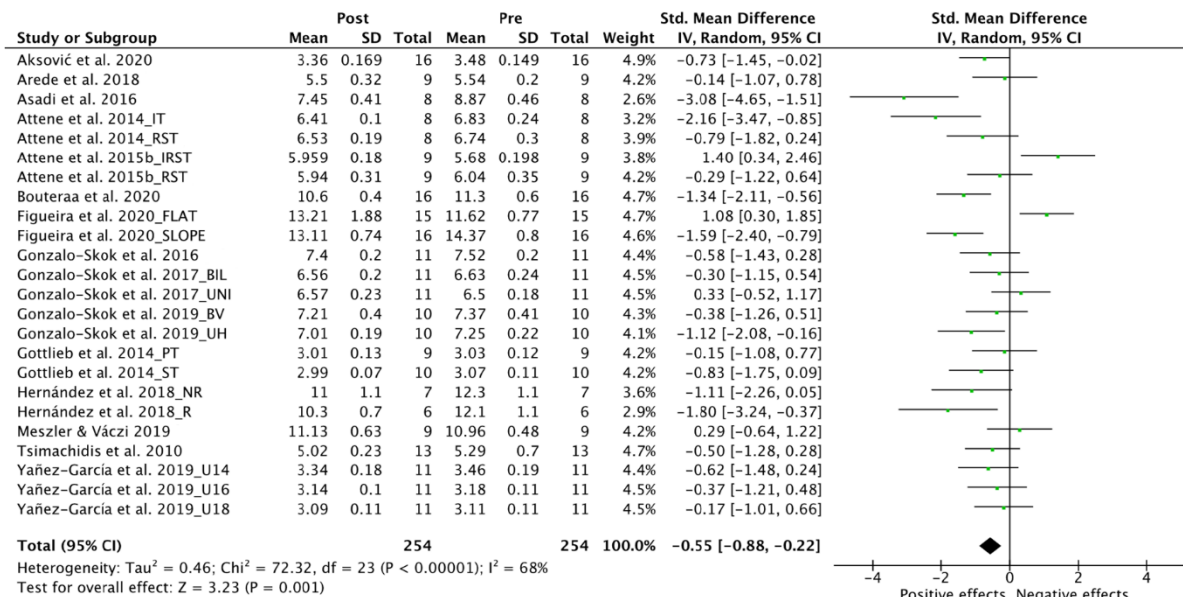 Post Pre Std. Mean Difference Std. Mean Difference
Study or Subgroup Mean SD Total Mean SD Total Weight IV, Random, 95% CI IV, Random, 95% CI
Aksović et al. 2020 3.36 0.169 16 3.48 0.149 16 4.9% −0.73 [−1.45, −0.02]
Arede et al. 2018 5.5 0.32 9 5.54 0.2 9 4.2% −0.14 [−1.07, 0.78]
Asadi et al. 2016 7.45 0.41 8 8.87 0.46 8 2.6% −3.08 [−4.65, −1.51]
Attene et al. 2014_IT 6.41 0.1 8 6.83 0.24 8 3.2% −2.16 [−3.47, −0.85]
Attene et al. 2014_RST 6.53 0.19 8 6.74 0.3 8 4.0% −0.79 [−1.82, 0.24]
Attene et al. 2015b_IRST 5.959 0.18 9 5.68 0.198 9 3.8% 1.40 [0.34, 2.46]
Attene et al. 2015b_RST 5.94 0.31 9 6.04 0.35 9 4.2% −0.29 [−1.22, 0.64]
Bouteraa et al. 2020 10.6 0.4 16 11.3 0.6 16 4.7% −1.34 [−2.11, −0.56]
Figueira et al. 2020_FLAT 13.21 1.88 15 11.62 0.77 15 4.7% 1.08 [0.30, 1.85]
Figueira et al. 2020_SLOPE 13.11 0.74 16 14.37 0.8 16 4.6% −1.59 [−2.40, −0.79]
Gonzalo-Skok et al. 2016 7.4 0.2 11 7.52 0.2 11 4.4% −0.58 [−1.43, 0.28]
Gonzalo-Skok et al. 2017_BIL 6.56 0.2 11 6.63 0.24 11 4.5% −0.30 [−1.15, 0.54]
Gonzalo-Skok et al. 2017_UNI 6.57 0.23 11 6.5 0.18 11 4.5% 0.33 [−0.52, 1.17]
Gonzalo-Skok et al. 2019_BV 7.21 0.4 10 7.37 0.41 10 4.3% −0.38 [−1.26, 0.51]
Gonzalo-Skok et al. 2019_UH 7.01 0.19 10 7.25 0.22 10 4.1% −1.12 [−2.08, −0.16]
Gottlieb et al. 2014_PT 3.01 0.13 9 3.03 0.12 9 4.2% −0.15 [−1.08, 0.77]
Gottlieb et al. 2014_ST 2.99 0.07 10 3.07 0.11 10 4.2% −0.83 [−1.75, 0.09]
Hernández et al. 2018_NR 11 1.1 7 12.3 1.1 7 3.6% −1.11 [−2.26, 0.05]
Hernández et al. 2018_R 10.3 0.7 6 12.1 1.1 6 2.9% −1.80 [−3.24, −0.37]
Meszler & Váczi 2019 11.13 0.63 9 10.96 0.48 9 4.2% 0.29 [−0.64, 1.22]
Tsimachidis et al. 2010 5.02 0.23 13 5.29 0.7 13 4.7% −0.50 [−1.28, 0.28]
Yañez-García et al. 2019_U14 3.34 0.18 11 3.46 0.19 11 4.4% −0.62 [−1.48, 0.24]
Yañez-García et al. 2019_U16 3.14 0.1 11 3.18 0.11 11 4.5% −0.37 [−1.21, 0.48]
Yañez-García et al. 2019_U18 3.09 0.11 11 3.11 0.11 11 4.5% −0.17 [−1.01, 0.66]
Total (95% CI) 254 254 100.0% −0.55 [−0.88, −0.22]
Heterogeneity: Tau² = 0.46; Chi² = 72.32, df = 23 (P < 0.00001); I² = 68%
Test for overall effect: Z = 3.23 (P = 0.001)
−4 −2 0 2 4
Positive effects Negative effects